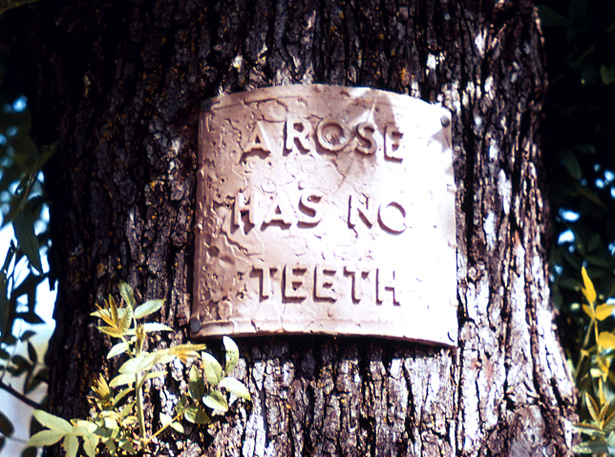 A ROSE
HAS NO
TEETH